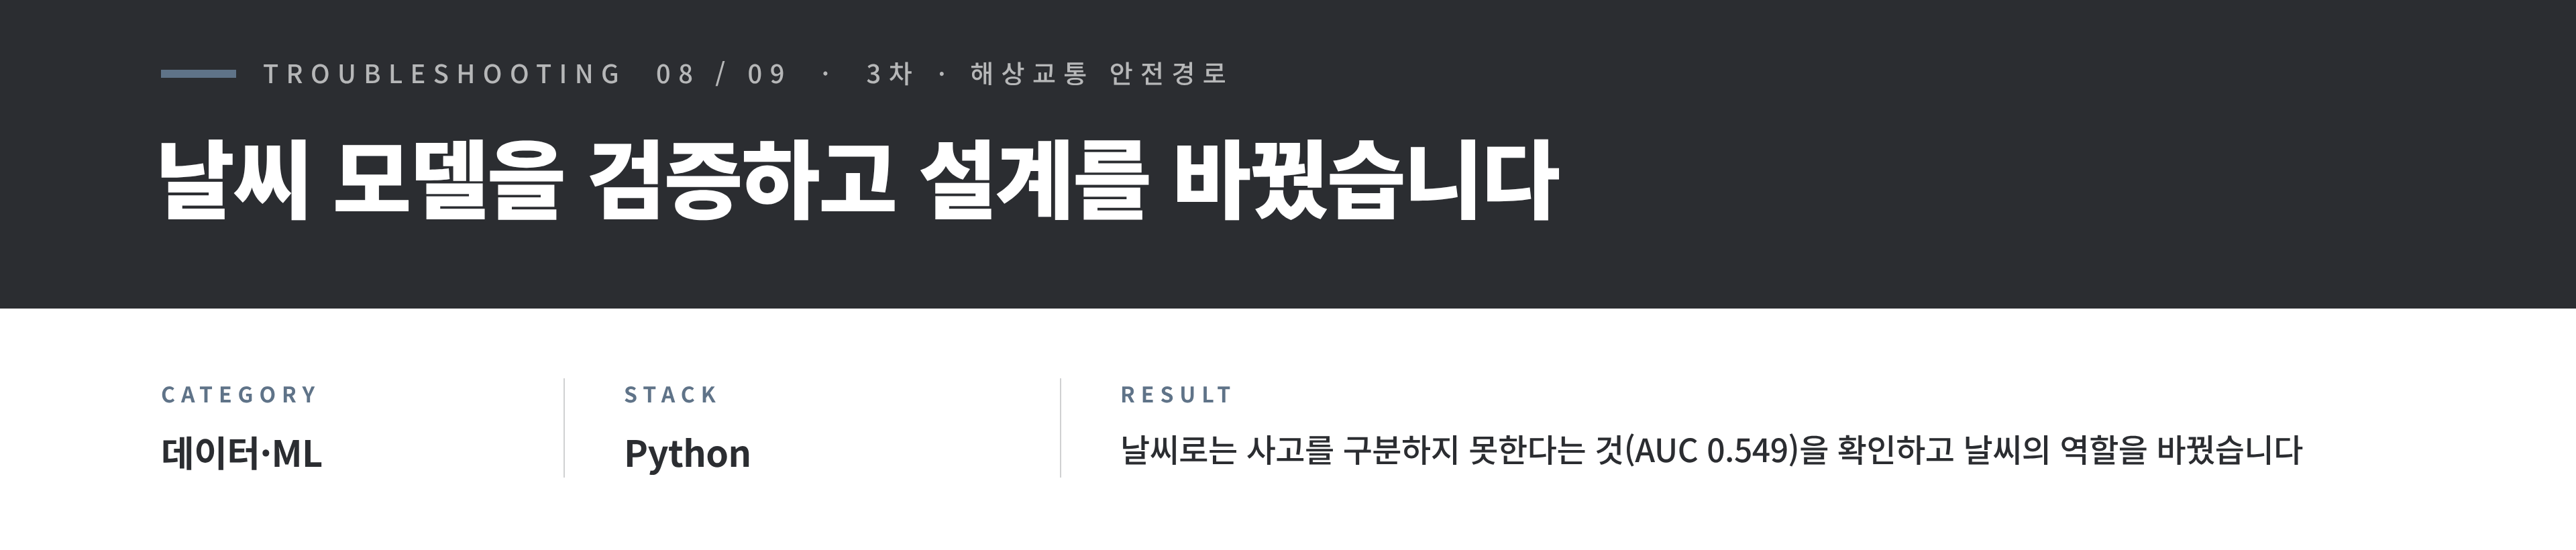 TROUBLESHOOTING 08 / 09 · 3차 · 해상교통 안전경로
날씨 모델을 검증하고 설계를 바꿨습니다
CATEGORY
데이터·ML
STACK
Python
RESULT
날씨로는 사고를 구분하지 못한다는 것(AUC 0.549)을 확인하고 날씨의 역할을 바꿨습니다